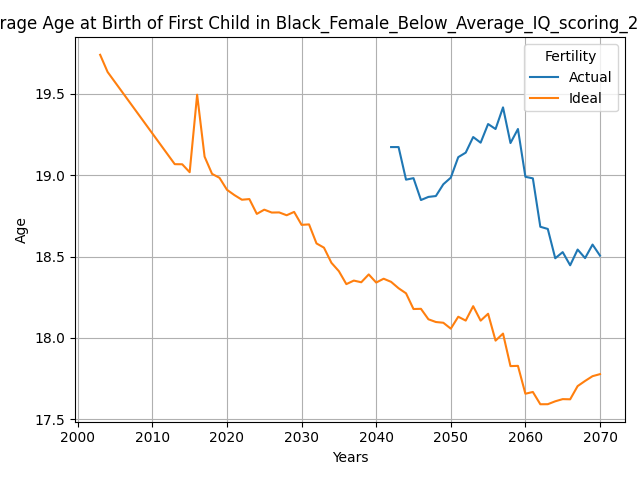 rage Age at Birth of First Child in Black_Female_Below_Average_IQ_scoring_2
Fertility
Actual
Ideal
19.5
19.0
18.5
18.0
17.5
Age
2000 2010 2020 2030 2040 2050 2060 2070
Years